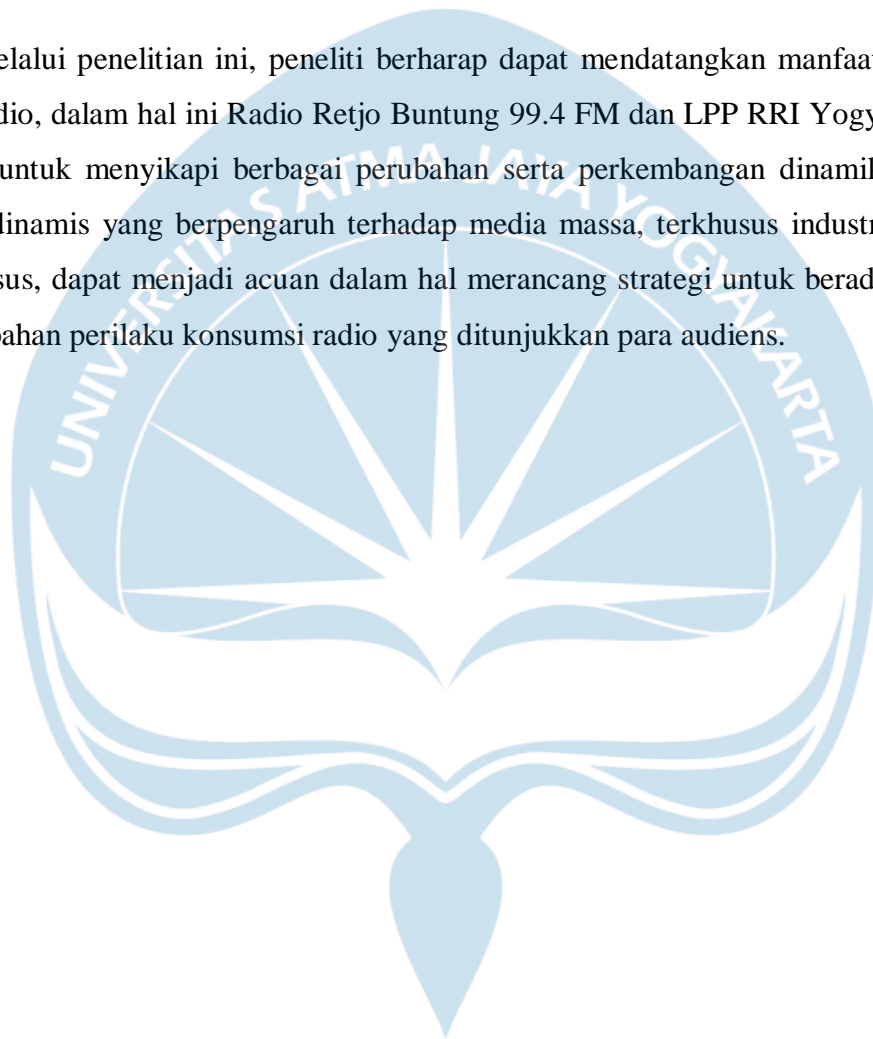 elalui penelitian ini, peneliti berharap dapat mendatangkan manfaat
dio, dalam hal ini Radio Retjo Buntung 99.4 FM dan LPP RRI Yogy
untuk menyikapi berbagai perubahan serta perkembangan dinamik
dinamis yang berpengaruh terhadap media massa, terkhusus industr
sus, dapat menjadi acuan dalam hal merancang strategi untuk berad
bahan perilaku konsumsi radio yang ditunjukkan para audiens.
UNIVERSITAS ATMA JAYA YOGYAKARTA